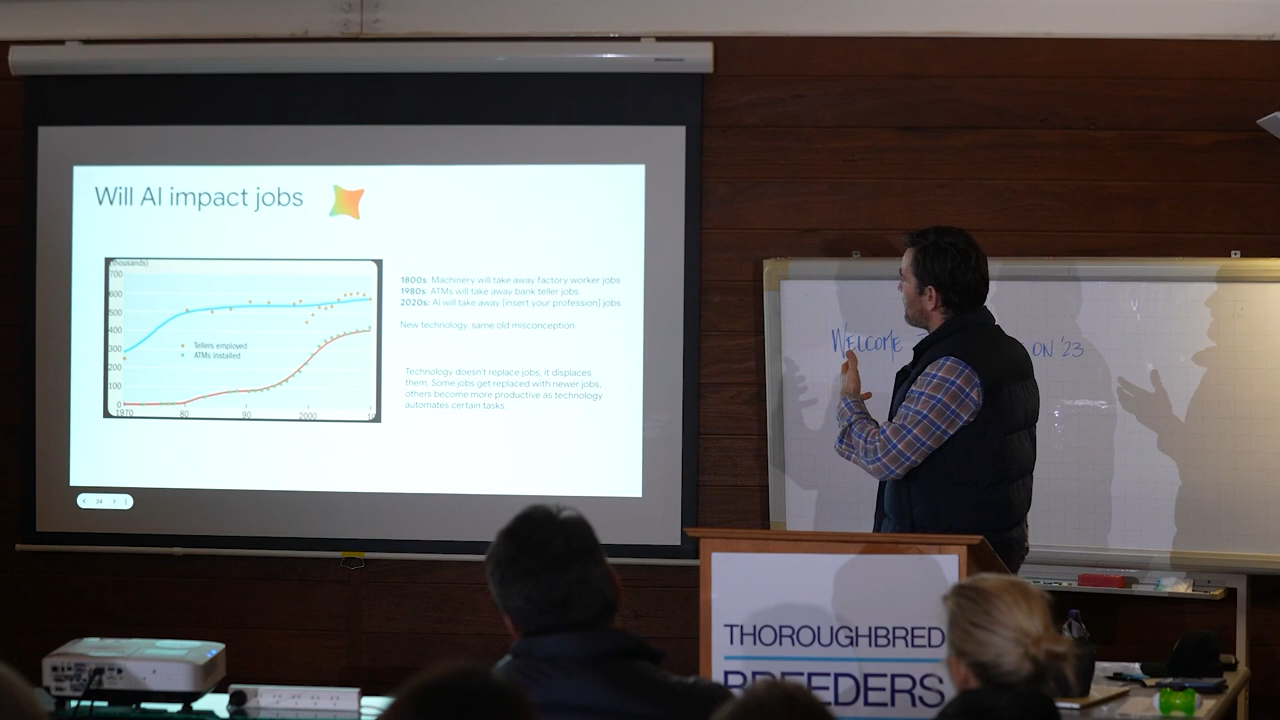 Will AI impact jobs
(thousands)
700
600
500
400
300
200
100
0
Tellers employed
ATMs installed
1970 80 90 2000 10
1800s: Machinery will take away factory worker jobs
1980s: ATMs will take away bank teller jobs
2020s: AI will take away [insert your profession] jobs
New technology, same old misconception
Technology doesn't replace jobs, it displaces
them. Some jobs get replaced with newer jobs,
others become more productive as technology
automates certain tasks.
34
WELCOME
ON '23
THOROUGHBRED
BREEDERS